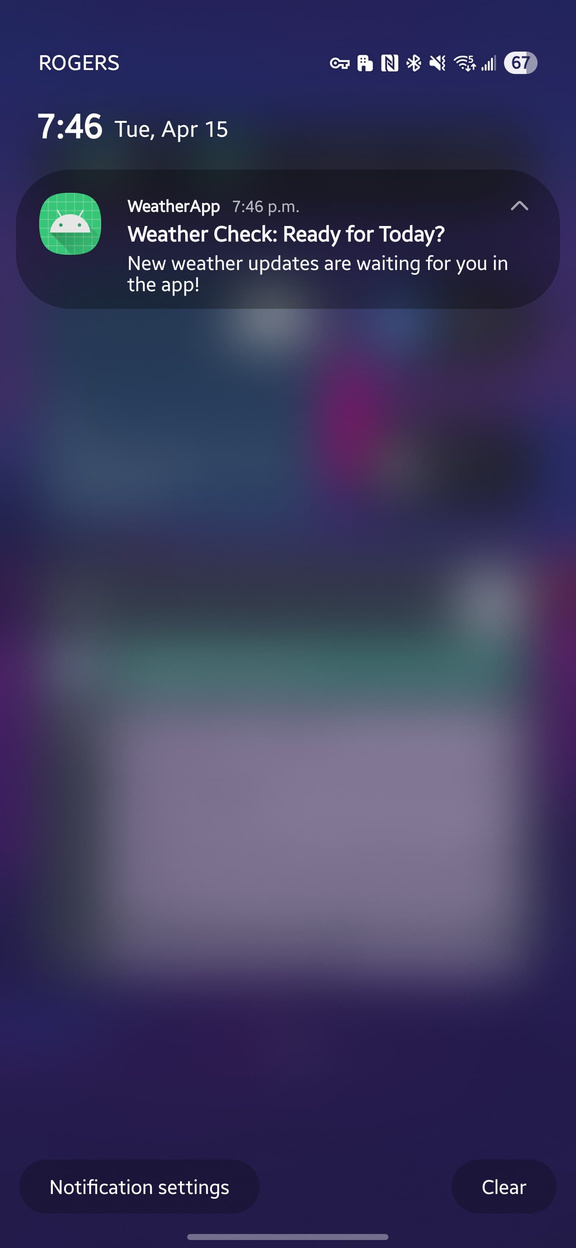 ROGERS
67
7:46 Tue, Apr 15
WeatherApp 7:46 p.m.
Weather Check: Ready for Today?
New weather updates are waiting for you in
the app!
Notification settings
Clear